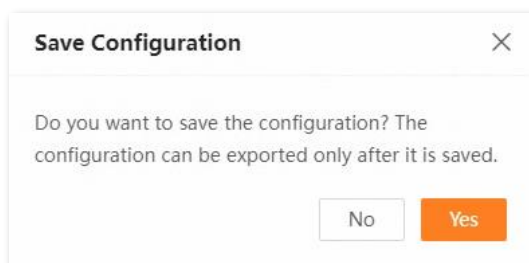 Save Configuration
Do you want to save the configuration? The
configuration can be exported only after it is saved.
No
Yes